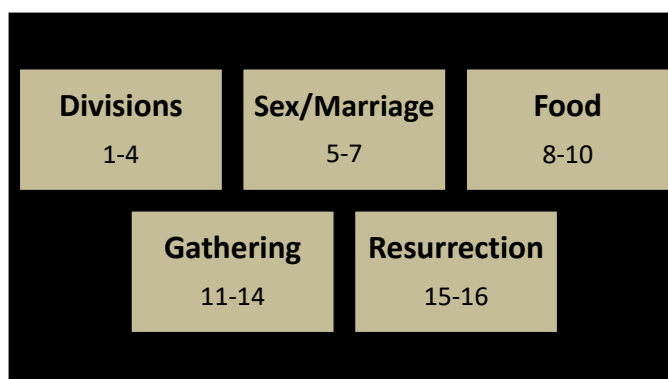 Divisions
1-4
Sex/Marriage
5-7
Food
8-10
Gathering
11-14
Resurrection
15-16